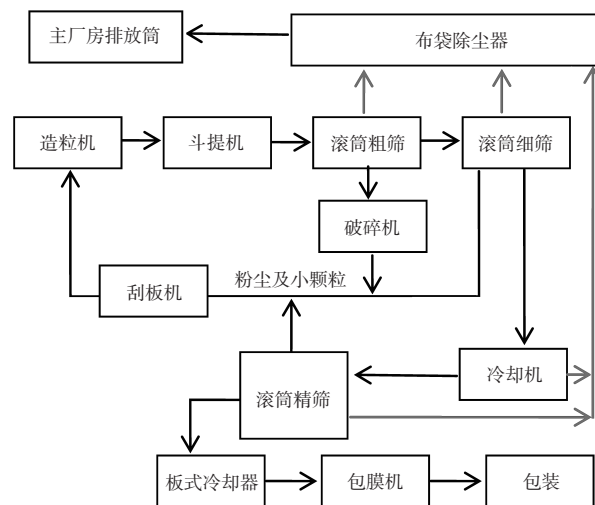 主厂房排放筒
布袋除尘器
造粒机
斗提机
滚筒粗筛
滚筒细筛
破碎机
粉尘及小颗粒
刮板机
滚筒精筛
冷却机
板式冷却器
包膜机
包装